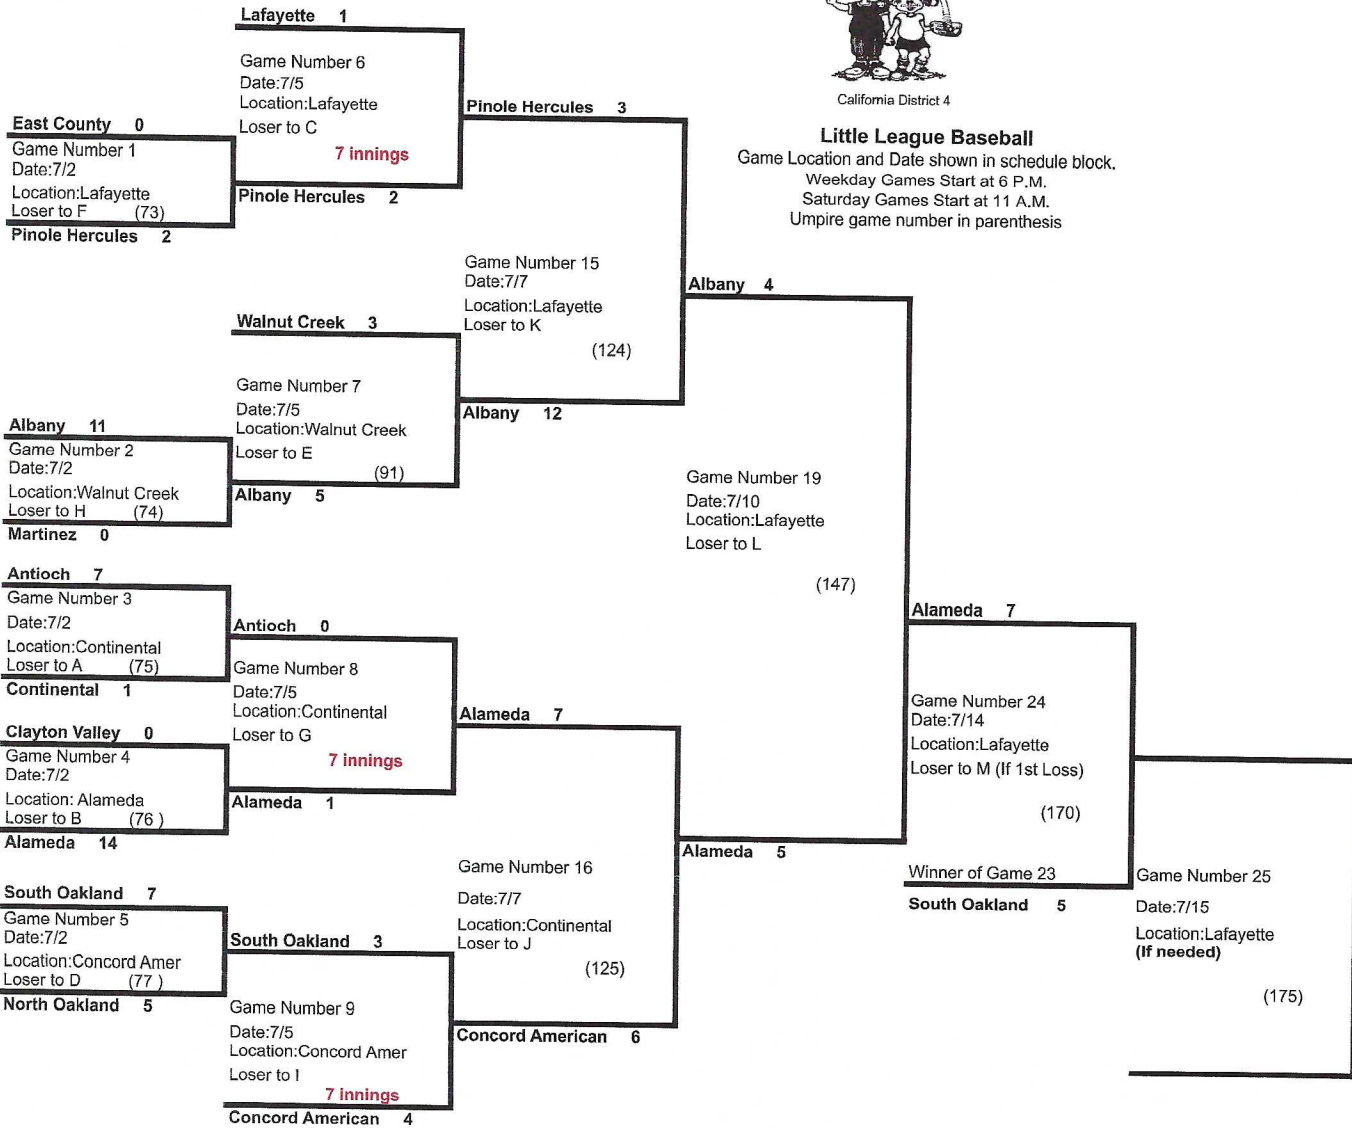 California District 4
Little League Baseball
Game Location and Date shown in schedule block.
Weekday Games Start at 6 P.M.
Saturday Games Start at 11 A.M.
Umpire game number in parenthesis
East County 0
Game Number 1
Date:7/2
Location:Lafayette
Loser to F (73)
Pinole Hercules 2
Albany 11
Game Number 2
Date:7/2
Location:Walnut Creek
Loser to H (74)
Martinez 0
Antioch 7
Game Number 3
Date:7/2
Location:Continental
Loser to A (75)
Continental 1
Clayton Valley 0
Game Number 4
Date:7/2
Location: Alameda
Loser to B (76 )
Alameda 14
South Oakland 7
Game Number 5
Date:7/2
Location:Concord Amer
Loser to D (77 )
North Oakland 5
Lafayette 1
Game Number 6
Date:7/5
Location:Lafayette
Loser to C
7 innings
Pinole Hercules 2
Walnut Creek 3
Game Number 7
Date:7/5
Location:Walnut Creek
Loser to E
(91)
Albany 5
Antioch 0
Game Number 8
Date:7/5
Location:Continental
Loser to G
7 innings
Alameda 1
South Oakland 3
Game Number 9
Date:7/5
Location:Concord Amer
Loser to I
7 innings
Concord American 4
Pinole Hercules 3
Game Number 15
Date:7/7
Location:Lafayette
Loser to K
(124)
Albany 12
Alameda 7
Game Number 16
Date:7/7
Location:Continental
Loser to J
(125)
Concord American 6
Albany 4
Game Number 19
Date:7/10
Location:Lafayette
Loser to L
(147)
Alameda 5
Alameda 7
Game Number 24
Date:7/14
Location:Lafayette
Loser to M (If 1st Loss)
(170)
Winner of Game 23
South Oakland 5
Game Number 25
Date:7/15
Location:Lafayette
(If needed)
(175)